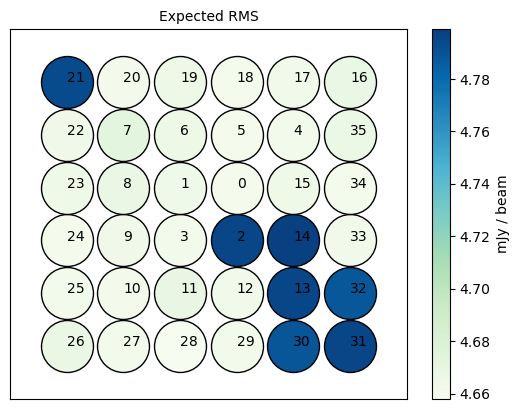 Expected RMS
21 20 19 18 17 16
22 7 6 5 4 35
23 8 1 0 15 34
24 9 3 2 14 33
25 10 11 12 13 32
26 27 28 29 30 31
4.78
4.76
4.74
4.72
4.70
4.68
4.66
mJy / beam